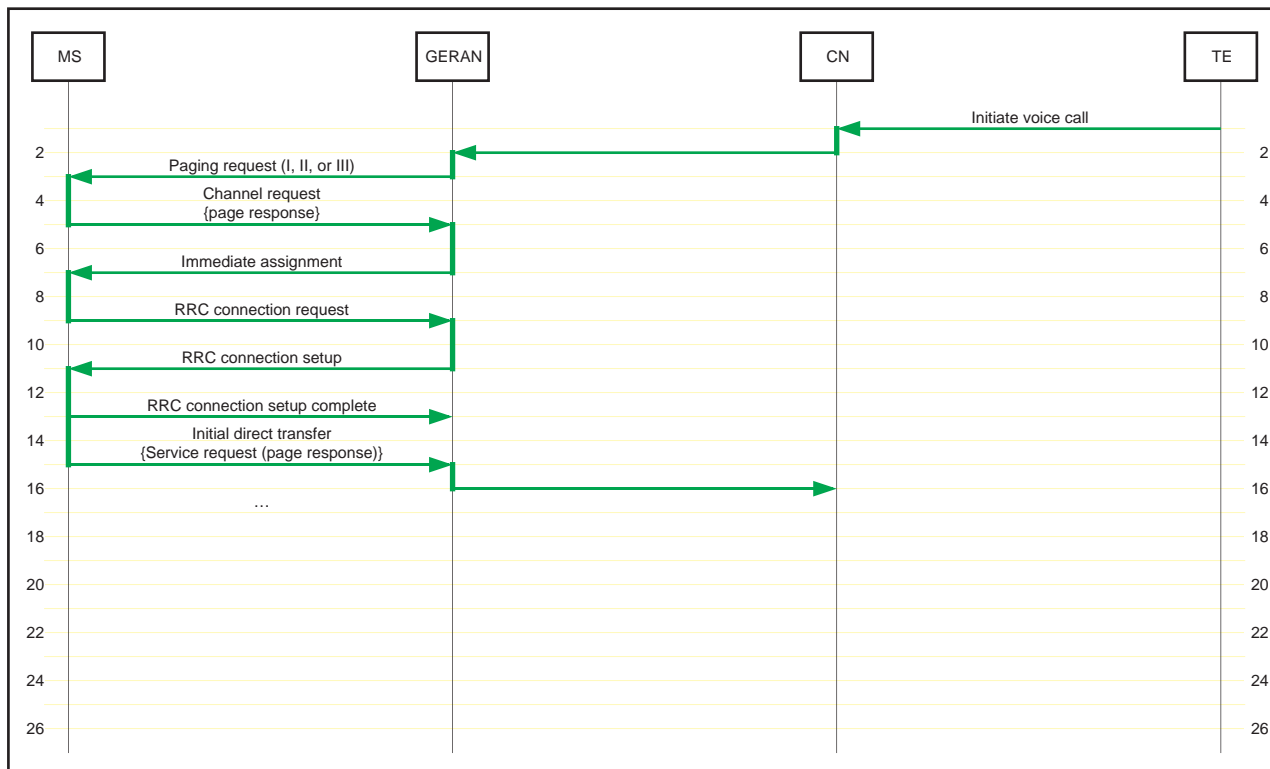 MS GERAN CN TE
Initiate voice call
2 2
Paging request (I, II, or III)
Channel request
4 4
{page response}
6 6
Immediate assignment
8 8
RRC connection request
10 10
RRC connection setup
12 12
RRC connection setup complete
Initial direct transfer
14 14
{Service request (page response)}
16 16
…
18 18
20 20
22 22
24 24
26 26